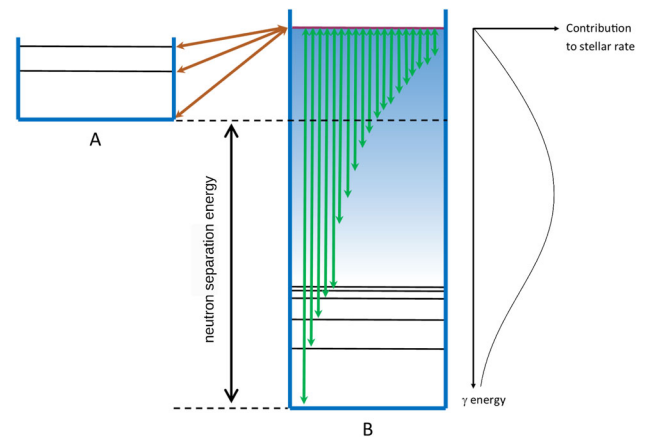 Contribution
to stellar rate
A
neutron separation energy
γ energy
B